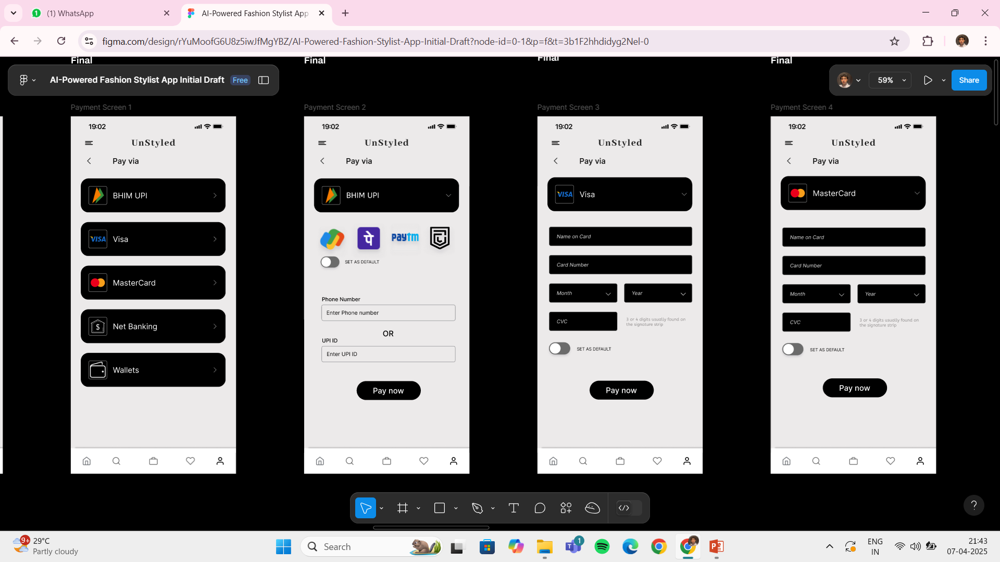 (1) WhatsApp
AI-Powered Fashion Stylist App
figma.com/design/rYuMoofG6U8z5iwJfMgYBZ/AI-Powered-Fashion-Stylist-App-Initial-Draft?node-id=0-1&p=f&t=3b1F2hhdidyg2Nel-0
Final
Final
Final
Final
AI-Powered Fashion Stylist App Initial Draft
Free
59%
Share
Payment Screen 1
19:02
UnStyled
Pay via
BHIM UPI
VISA
Visa
MasterCard
Net Banking
Wallets
Payment Screen 2
19:02
UnStyled
Pay via
BHIM UPI
पे
paytm
SET AS DEFAULT
Phone Number
Enter Phone number
OR
UPI ID
Enter UPI ID
Pay now
Payment Screen 3
19:02
UnStyled
Pay via
VISA
Visa
Name on Card
Card Number
Month
Year
CVC
3 or 4 digits usually found on
the signature strip
SET AS DEFAULT
Pay now
Payment Screen 4
19:02
UnStyled
Pay via
MasterCard
Name on Card
Card Number
Month
Year
CVC
3 or 4 digits usually found on
the signature strip
SET AS DEFAULT
Pay now
?
9+
29°C
Partly cloudy
Search
1
ENG
IN
21:43
07-04-2025